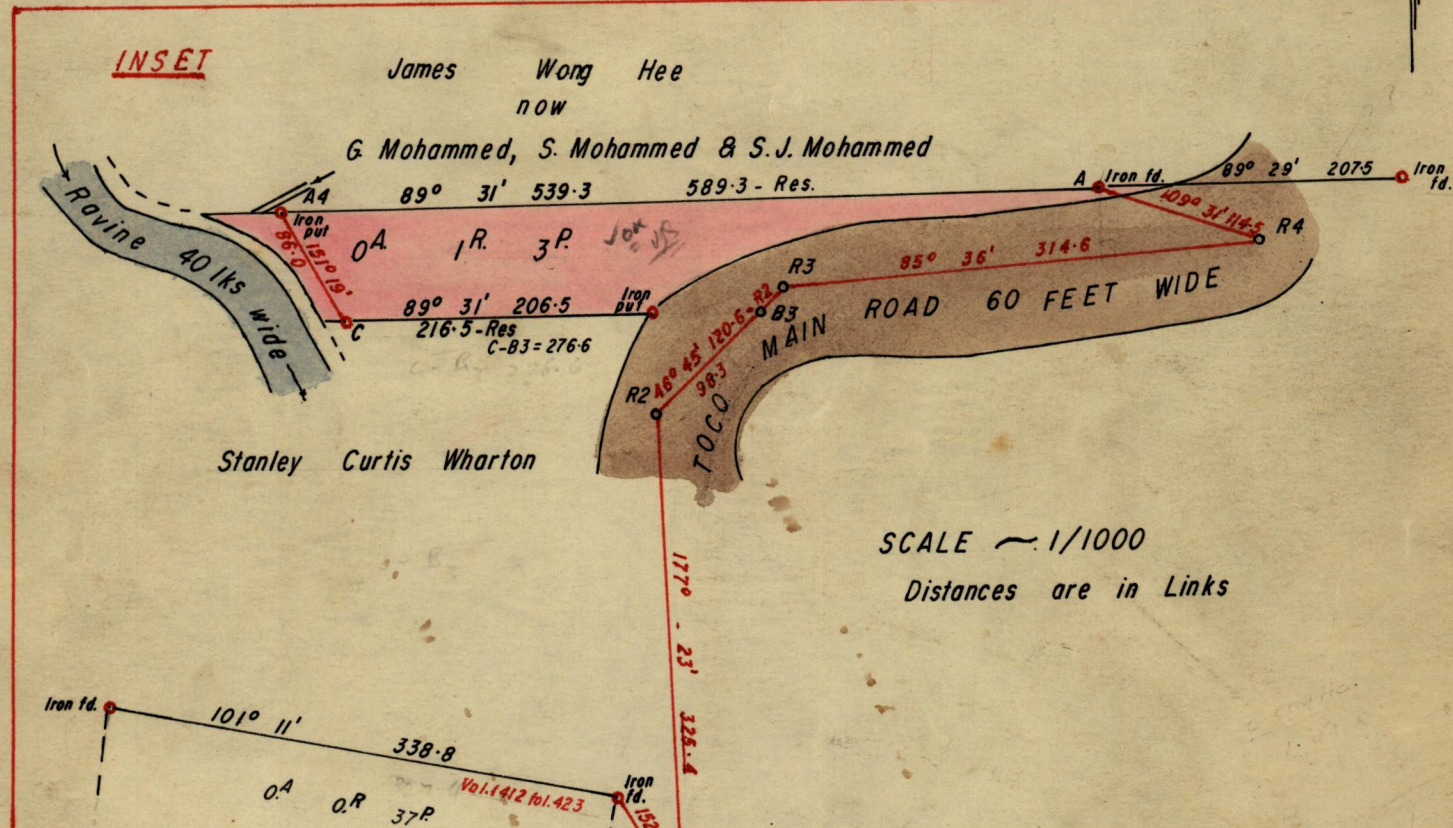 INSET
James Wong Hee
now
G. Mohammed, S. Mohammed & S.J. Mohammed
A4 89° 31' 539.3 589.3 - Res. A Iron fd. 89° 29' 207.5 Iron fd.
Iron put
151° 19'
86.0
Ravine 40 lks wide
0A. 1R. 3P.
109° 31' 114.5
R4
R3
85° 36' 314.6
89° 31' 206.5 Iron put
C 216.5-Res
C-B3=276.6
46° 45' 120.6-R2
B3
98.3
R2
TOCO MAIN ROAD 60 FEET WIDE
Stanley Curtis Wharton
SCALE ~ 1/1000
Distances are in Links
177° - 23' 325.4
Iron fd.
101° 11' 338.8
Vol.1412 fol.423
Iron fd.
0.A 0.R 37P.
152